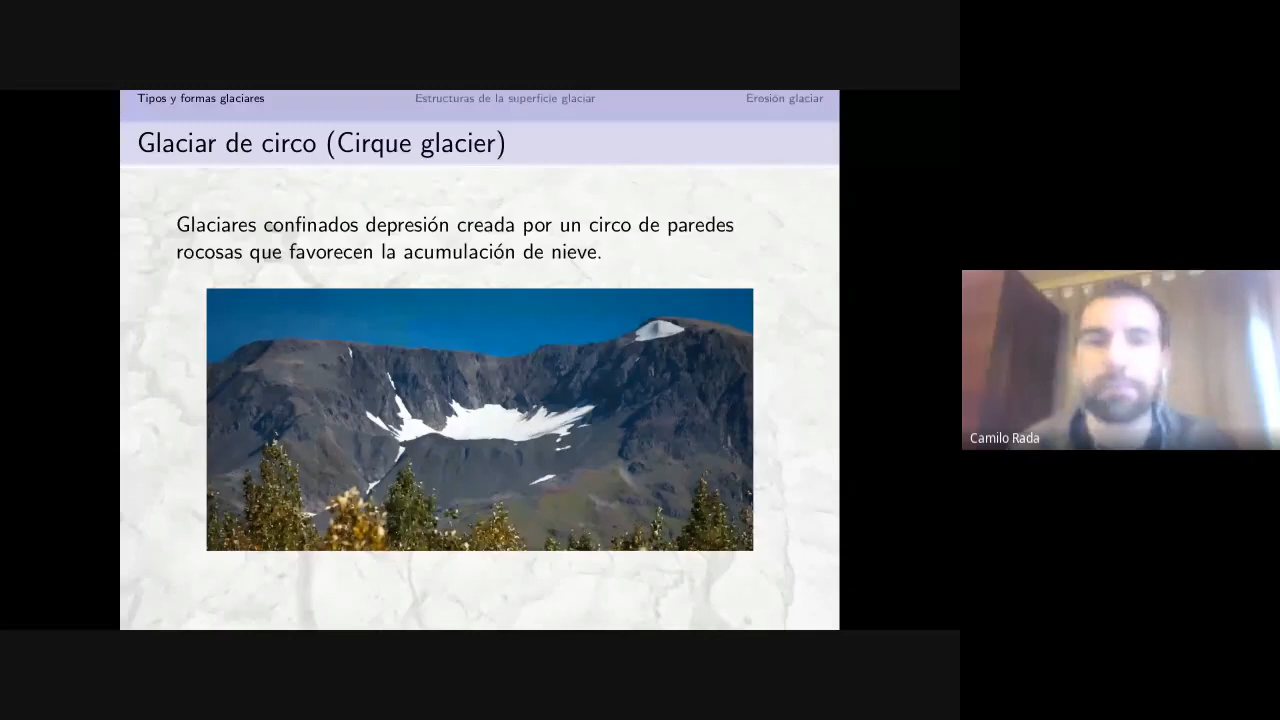 Tipos y formas glaciares
Estructuras de la superficie glaciar
Erosión glaciar
Glaciar de circo (Cirque glacier)
Glaciares confinados depresión creada por un circo de paredes
rocosas que favorecen la acumulación de nieve.
Camilo Rada